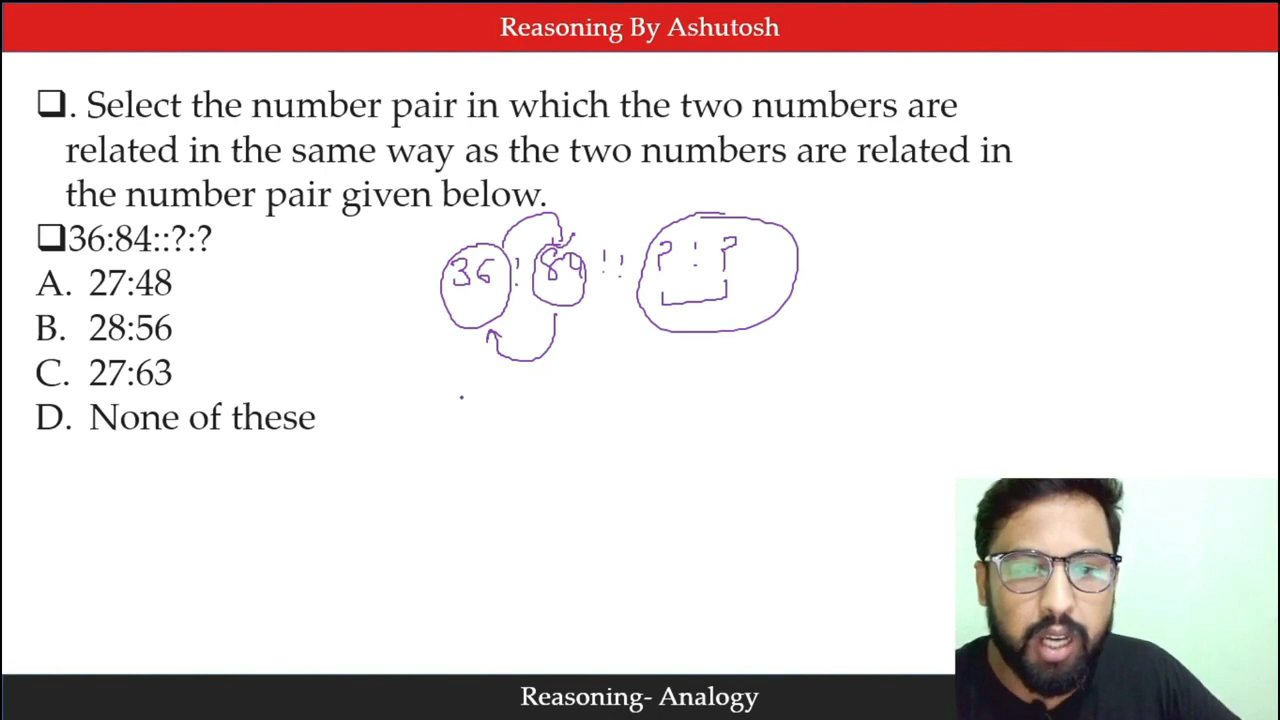 Reasoning By Ashutosh
❑. Select the number pair in which the two numbers are
related in the same way as the two numbers are related in
the number pair given below.
❑36:84::?:?
36 : 84 :: ? : ?
A. 27:48
B. 28:56
C. 27:63
D. None of these
Reasoning- Analogy